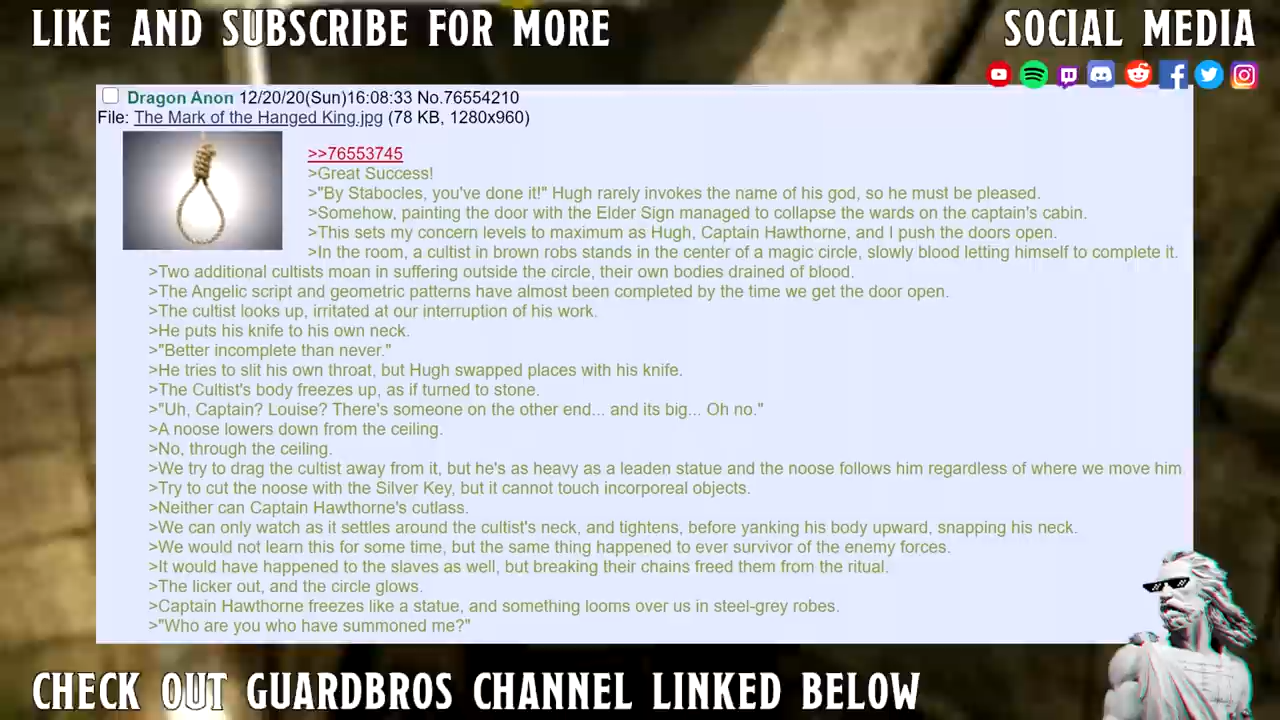 LIKE AND SUBSCRIBE FOR MORE
SOCIAL MEDIA
Dragon Anon 12/20/20(Sun)16:08:33 No.76554210
File: The Mark of the Hanged King.jpg (78 KB, 1280x960)
>>76553745
>Great Success!
>"By Stabocles, you've done it!" Hugh rarely invokes the name of his god, so he must be pleased.
>Somehow, painting the door with the Elder Sign managed to collapse the wards on the captain's cabin.
>This sets my concern levels to maximum as Hugh, Captain Hawthorne, and I push the doors open.
>In the room, a cultist in brown robs stands in the center of a magic circle, slowly blood letting himself to complete it.
>Two additional cultists moan in suffering outside the circle, their own bodies drained of blood.
>The Angelic script and geometric patterns have almost been completed by the time we get the door open.
>The cultist looks up, irritated at our interruption of his work.
>He puts his knife to his own neck.
>"Better incomplete than never."
>He tries to slit his own throat, but Hugh swapped places with his knife.
>The Cultist's body freezes up, as if turned to stone.
>"Uh, Captain? Louise? There's someone on the other end... and its big... Oh no."
>A noose lowers down from the ceiling.
>No, through the ceiling.
>We try to drag the cultist away from it, but he's as heavy as a leaden statue and the noose follows him regardless of where we move him
>Try to cut the noose with the Silver Key, but it cannot touch incorporeal objects.
>Neither can Captain Hawthorne's cutlass.
>We can only watch as it settles around the cultist's neck, and tightens, before yanking his body upward, snapping his neck.
>We would not learn this for some time, but the same thing happened to ever survivor of the enemy forces.
>It would have happened to the slaves as well, but breaking their chains freed them from the ritual.
>The licker out, and the circle glows.
>Captain Hawthorne freezes like a statue, and something looms over us in steel-grey robes.
>"Who are you who have summoned me?"
CHECK OUT GUARDBROS CHANNEL LINKED BELOW